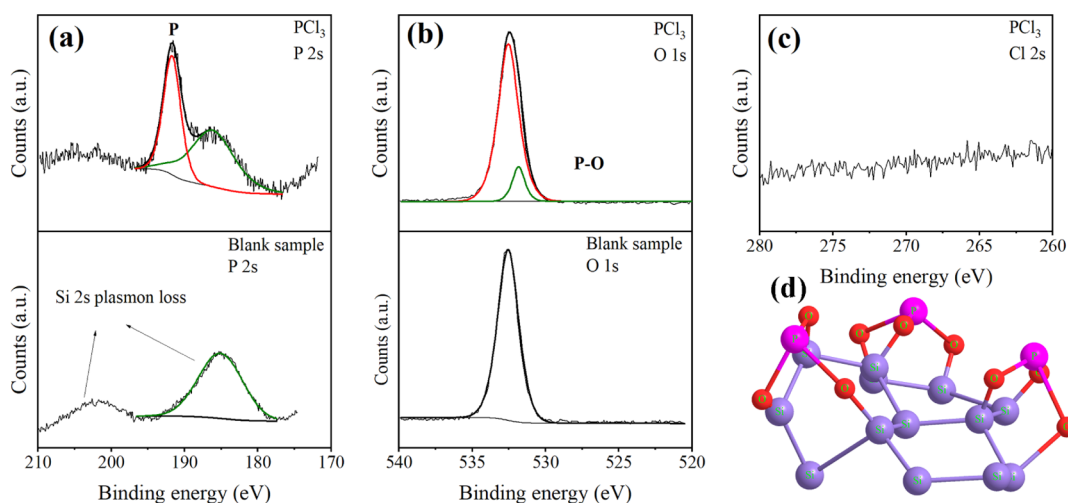 (a)
P
PCl3
P 2s
Counts (a.u.)
Blank sample
P 2s
Si 2s plasmon loss
Counts (a.u.)
210 200 190 180 170
Binding energy (eV)
(b)
PCl3
O 1s
P-O
Counts (a.u.)
Blank sample
O 1s
Counts (a.u.)
540 535 530 525 520
Binding energy (eV)
(c)
PCl3
Cl 2s
Counts (a.u.)
280 275 270 265 260
Binding energy (eV)
(d)